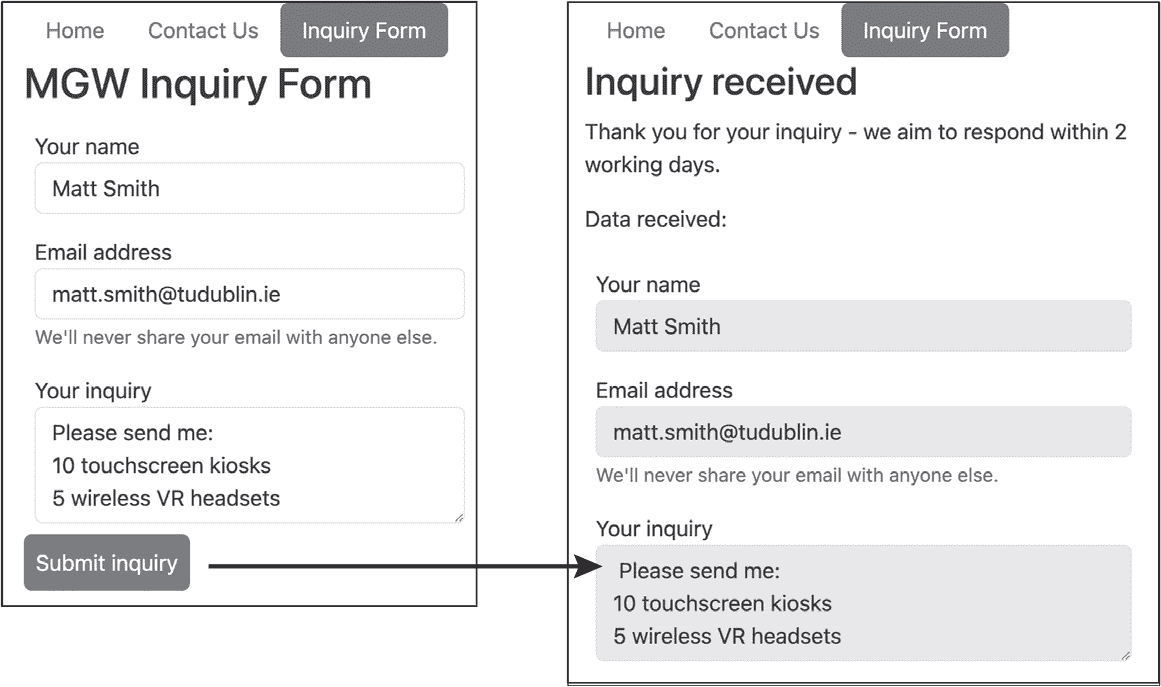 Home Contact Us Inquiry Form
MGW Inquiry Form
Your name
Matt Smith
Email address
matt.smith@tudublin.ie
We'll never share your email with anyone else.
Your inquiry
Please send me:
10 touchscreen kiosks
5 wireless VR headsets
Submit inquiry
Home Contact Us Inquiry Form
Inquiry received
Thank you for your inquiry - we aim to respond within 2
working days.
Data received:
Your name
Matt Smith
Email address
matt.smith@tudublin.ie
We'll never share your email with anyone else.
Your inquiry
Please send me:
10 touchscreen kiosks
5 wireless VR headsets